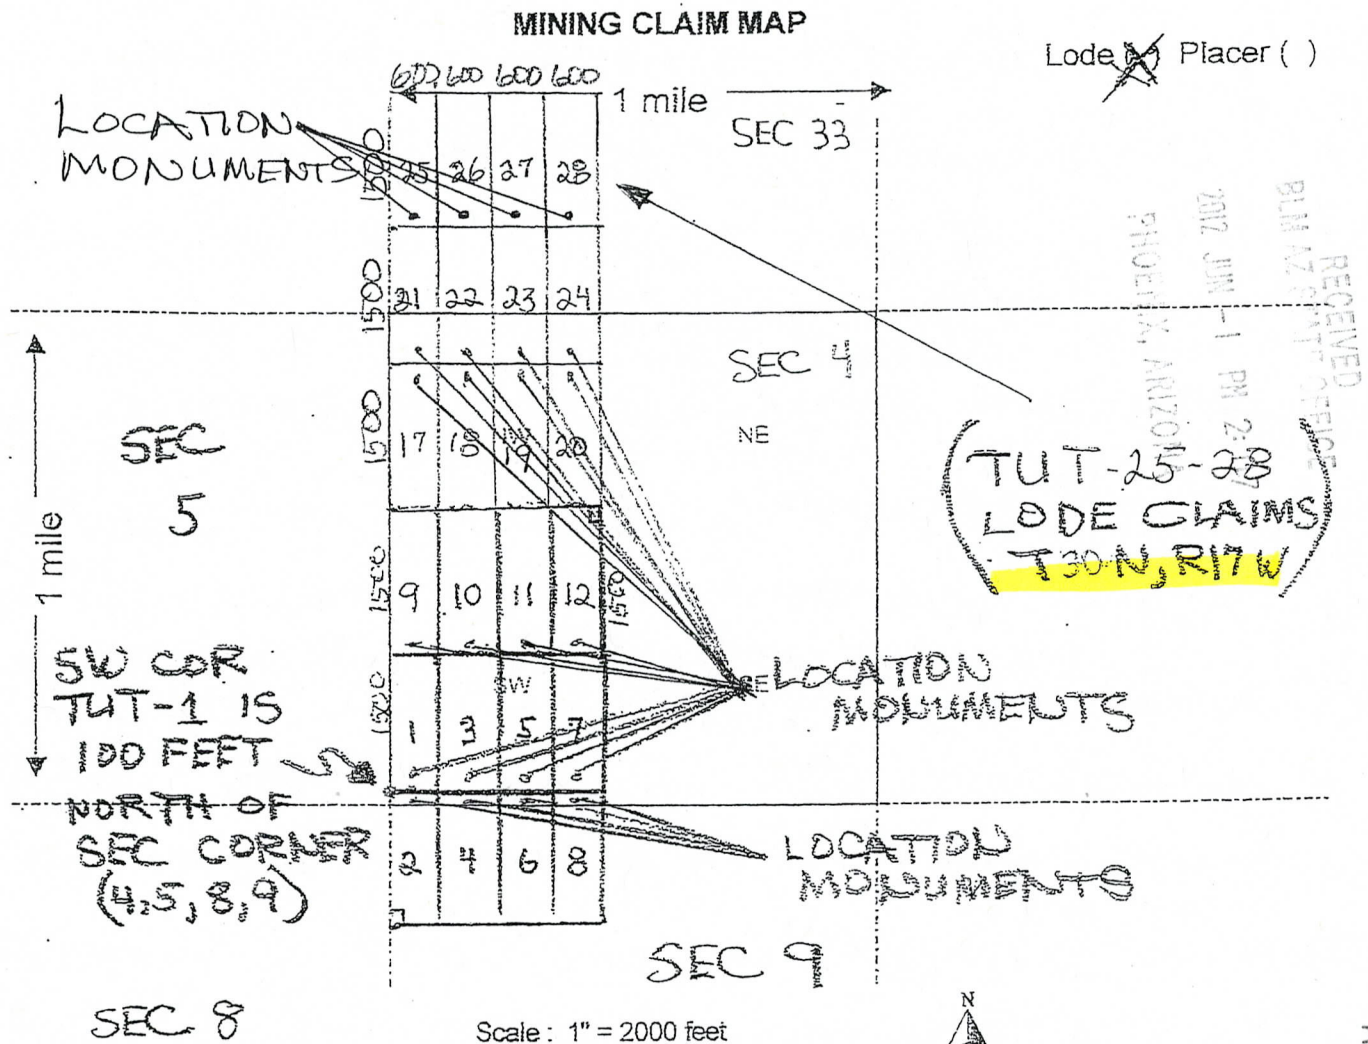 MINING CLAIM MAP
Lode (X) Placer ( )
600 600 600 600
1 mile
SEC 33
LOCATION
MONUMENTS
1500
25 26 27 28
RECEIVED
BLM AZ STATE OFFICE
2012 JUN -1 PM 2:
PHOENIX, ARIZONA
1500
21 22 23 24
SEC 4
NE
SEC
5
1 mile
1500
17 18 19 20
(TUT-25-28
LODE CLAIMS
T30N, R17W)
1500
9 10 11 12
1500
SW COR
TUT-1 IS
100 FEET
NORTH OF
SEC CORNER
(4,5,8,9)
SW
SE
LOCATION
MONUMENTS
1500
1 3 5 7
2 4 6 8
LOCATION
MONUMENTS
SEC 9
SEC 8
Scale : 1" = 2000 feet
N